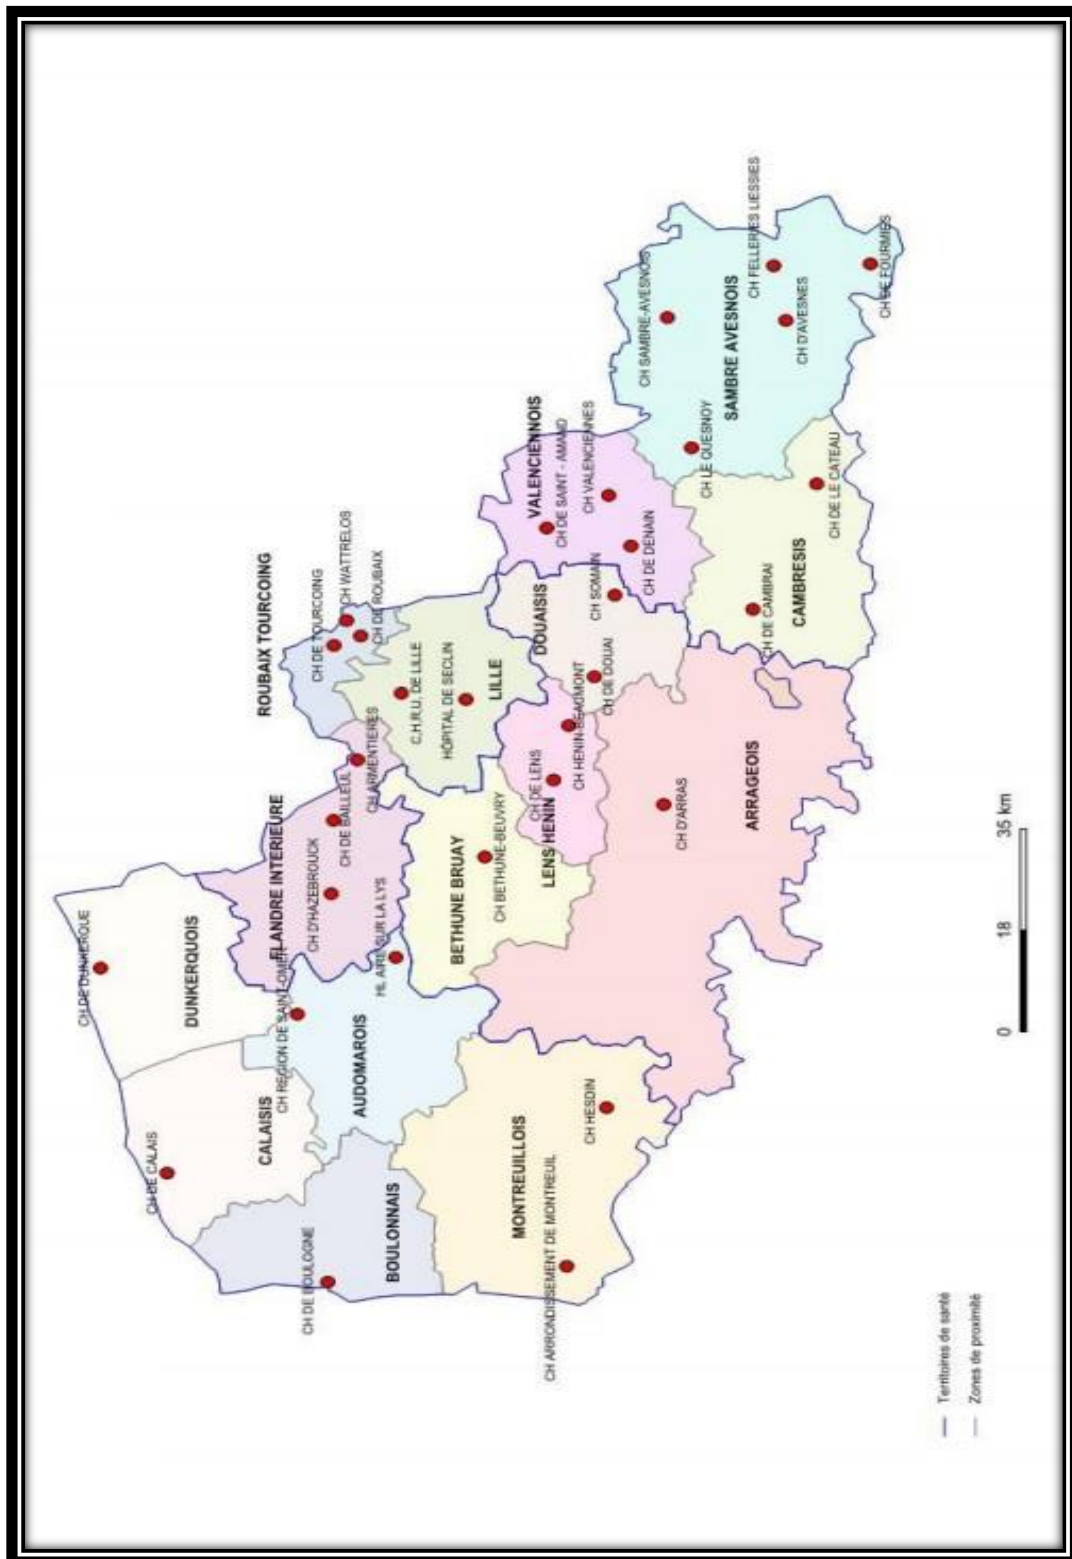 CH DE DUNKERQUE
DUNKERQUOIS
CH DE CALAIS
CALAISIS
CH REGION DE SAINT-OMER
AUDOMAROIS
HL AIRE SUR LA LYS
CH DE BOULOGNE
BOULONNAIS
FLANDRE INTERIEURE
CH D'HAZEBROUCK
CH DE BAILLEUL
CH ARMENTIERES
ROUBAIX TOURCOING
CH DE TOURCOING
CH WATTRELOS
CH DE ROUBAIX
C.H.R.U. DE LILLE
HOPITAL DE SECLIN
LILLE
BETHUNE BRUAY
CH BETHUNE-BEUVRY
LENS HENIN
CH DE LENS
CH HENIN-BEAUMONT
MONTREUILLOIS
CH ARRONDISSEMENT DE MONTREUIL
CH HESDIN
DOUAISIS
CH SOMAIN
CH DE DOUAI
VALENCIENNOIS
CH DE SAINT - AMAND
CH VALENCIENNES
CH DE DENAIN
CH D'ARRAS
ARRAGEOIS
CH SAMBRE-AVESNOIS
CH LE QUESNOY
SAMBRE AVESNOIS
CH FELLERIES LIESSIES
CH D'AVESNES
CH DE FOURMIES
CH DE CAMBRAI
CAMBRESIS
CH DE LE CATEAU
Territoires de santé
Zones de proximité
0 18 35 km